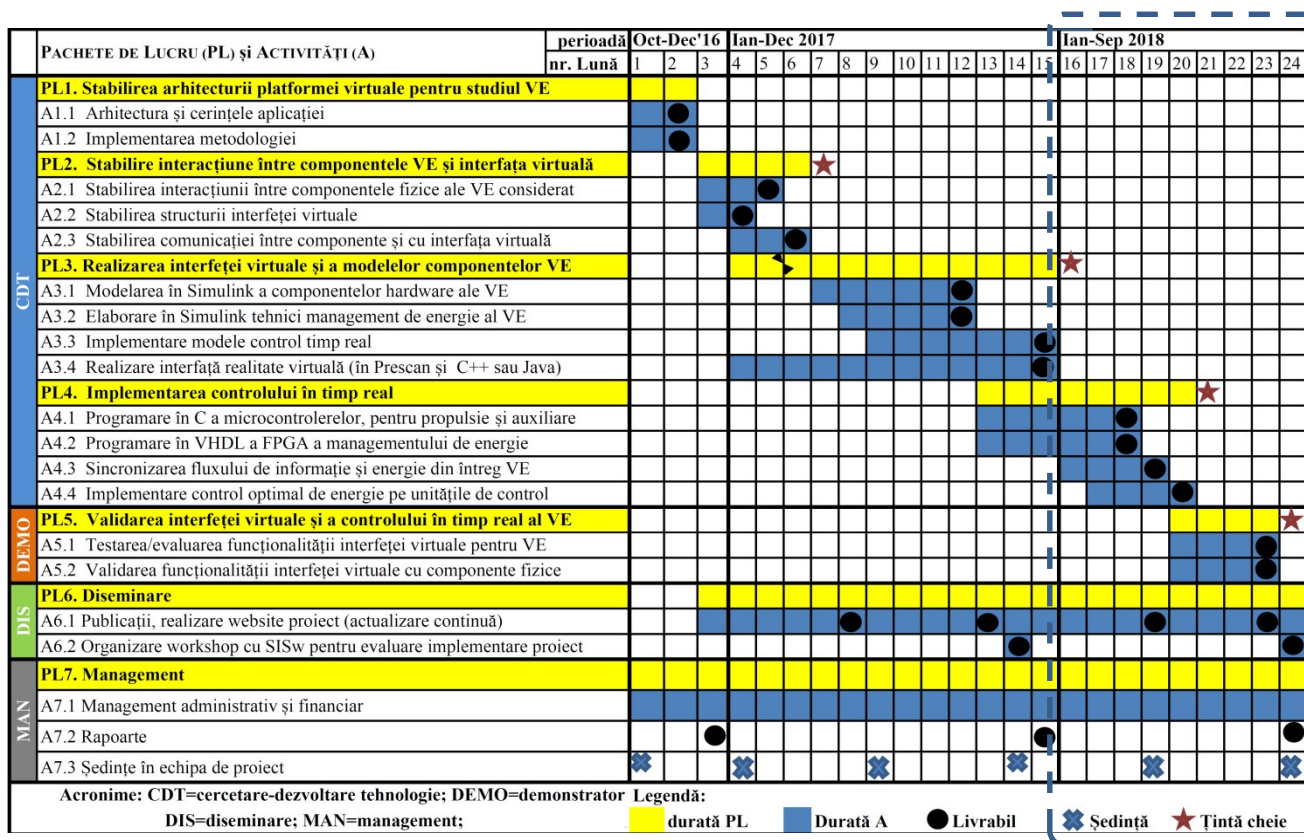 PACHETE DE LUCRU (PL) ȘI ACTIVITĂȚI (A) perioadă Oct-Dec'16 Ian-Dec 2017 Ian-Sep 2018
nr. Lună 1 2 3 4 5 6 7 8 9 10 11 12 13 14 15 16 17 18 19 20 21 22 23 24
CDT
PL1. Stabilirea arhitecturii platformei virtuale pentru studiul VE
A1.1 Arhitectura și cerințele aplicației
A1.2 Implementarea metodologiei
PL2. Stabilire interacțiune între componentele VE și interfața virtuală
A2.1 Stabilirea interacțiunii între componentele fizice ale VE considerat
A2.2 Stabilirea structurii interfeței virtuale
A2.3 Stabilirea comunicației între componente și cu interfața virtuală
PL3. Realizarea interfeței virtuale și a modelelor componentelor VE
A3.1 Modelarea în Simulink a componentelor hardware ale VE
A3.2 Elaborare în Simulink tehnici management de energie al VE
A3.3 Implementare modele control timp real
A3.4 Realizare interfață realitate virtuală (în Prescan și C++ sau Java)
PL4. Implementarea controlului în timp real
A4.1 Programare în C a microcontrolerelor, pentru propulsie și auxiliare
A4.2 Programare în VHDL a FPGA a managementului de energie
A4.3 Sincronizarea fluxului de informație și energie din întreg VE
A4.4 Implementare control optimal de energie pe unitățile de control
DEMO
PL5. Validarea interfeței virtuale și a controlului în timp real al VE
A5.1 Testarea/evaluarea funcționalității interfeței virtuale pentru VE
A5.2 Validarea funcționalității interfeței virtuale cu componente fizice
DIS
PL6. Diseminare
A6.1 Publicații, realizare website proiect (actualizare continuă)
A6.2 Organizare workshop cu SISw pentru evaluare implementare proiect
MAN
PL7. Management
A7.1 Management administrativ și financiar
A7.2 Rapoarte
A7.3 Ședințe în echipa de proiect
Acronime: CDT=cercetare-dezvoltare tehnologie; DEMO=demonstrator Legendă:
DIS=diseminare; MAN=management; durată PL Durată A Livrabil Ședință Țintă cheie